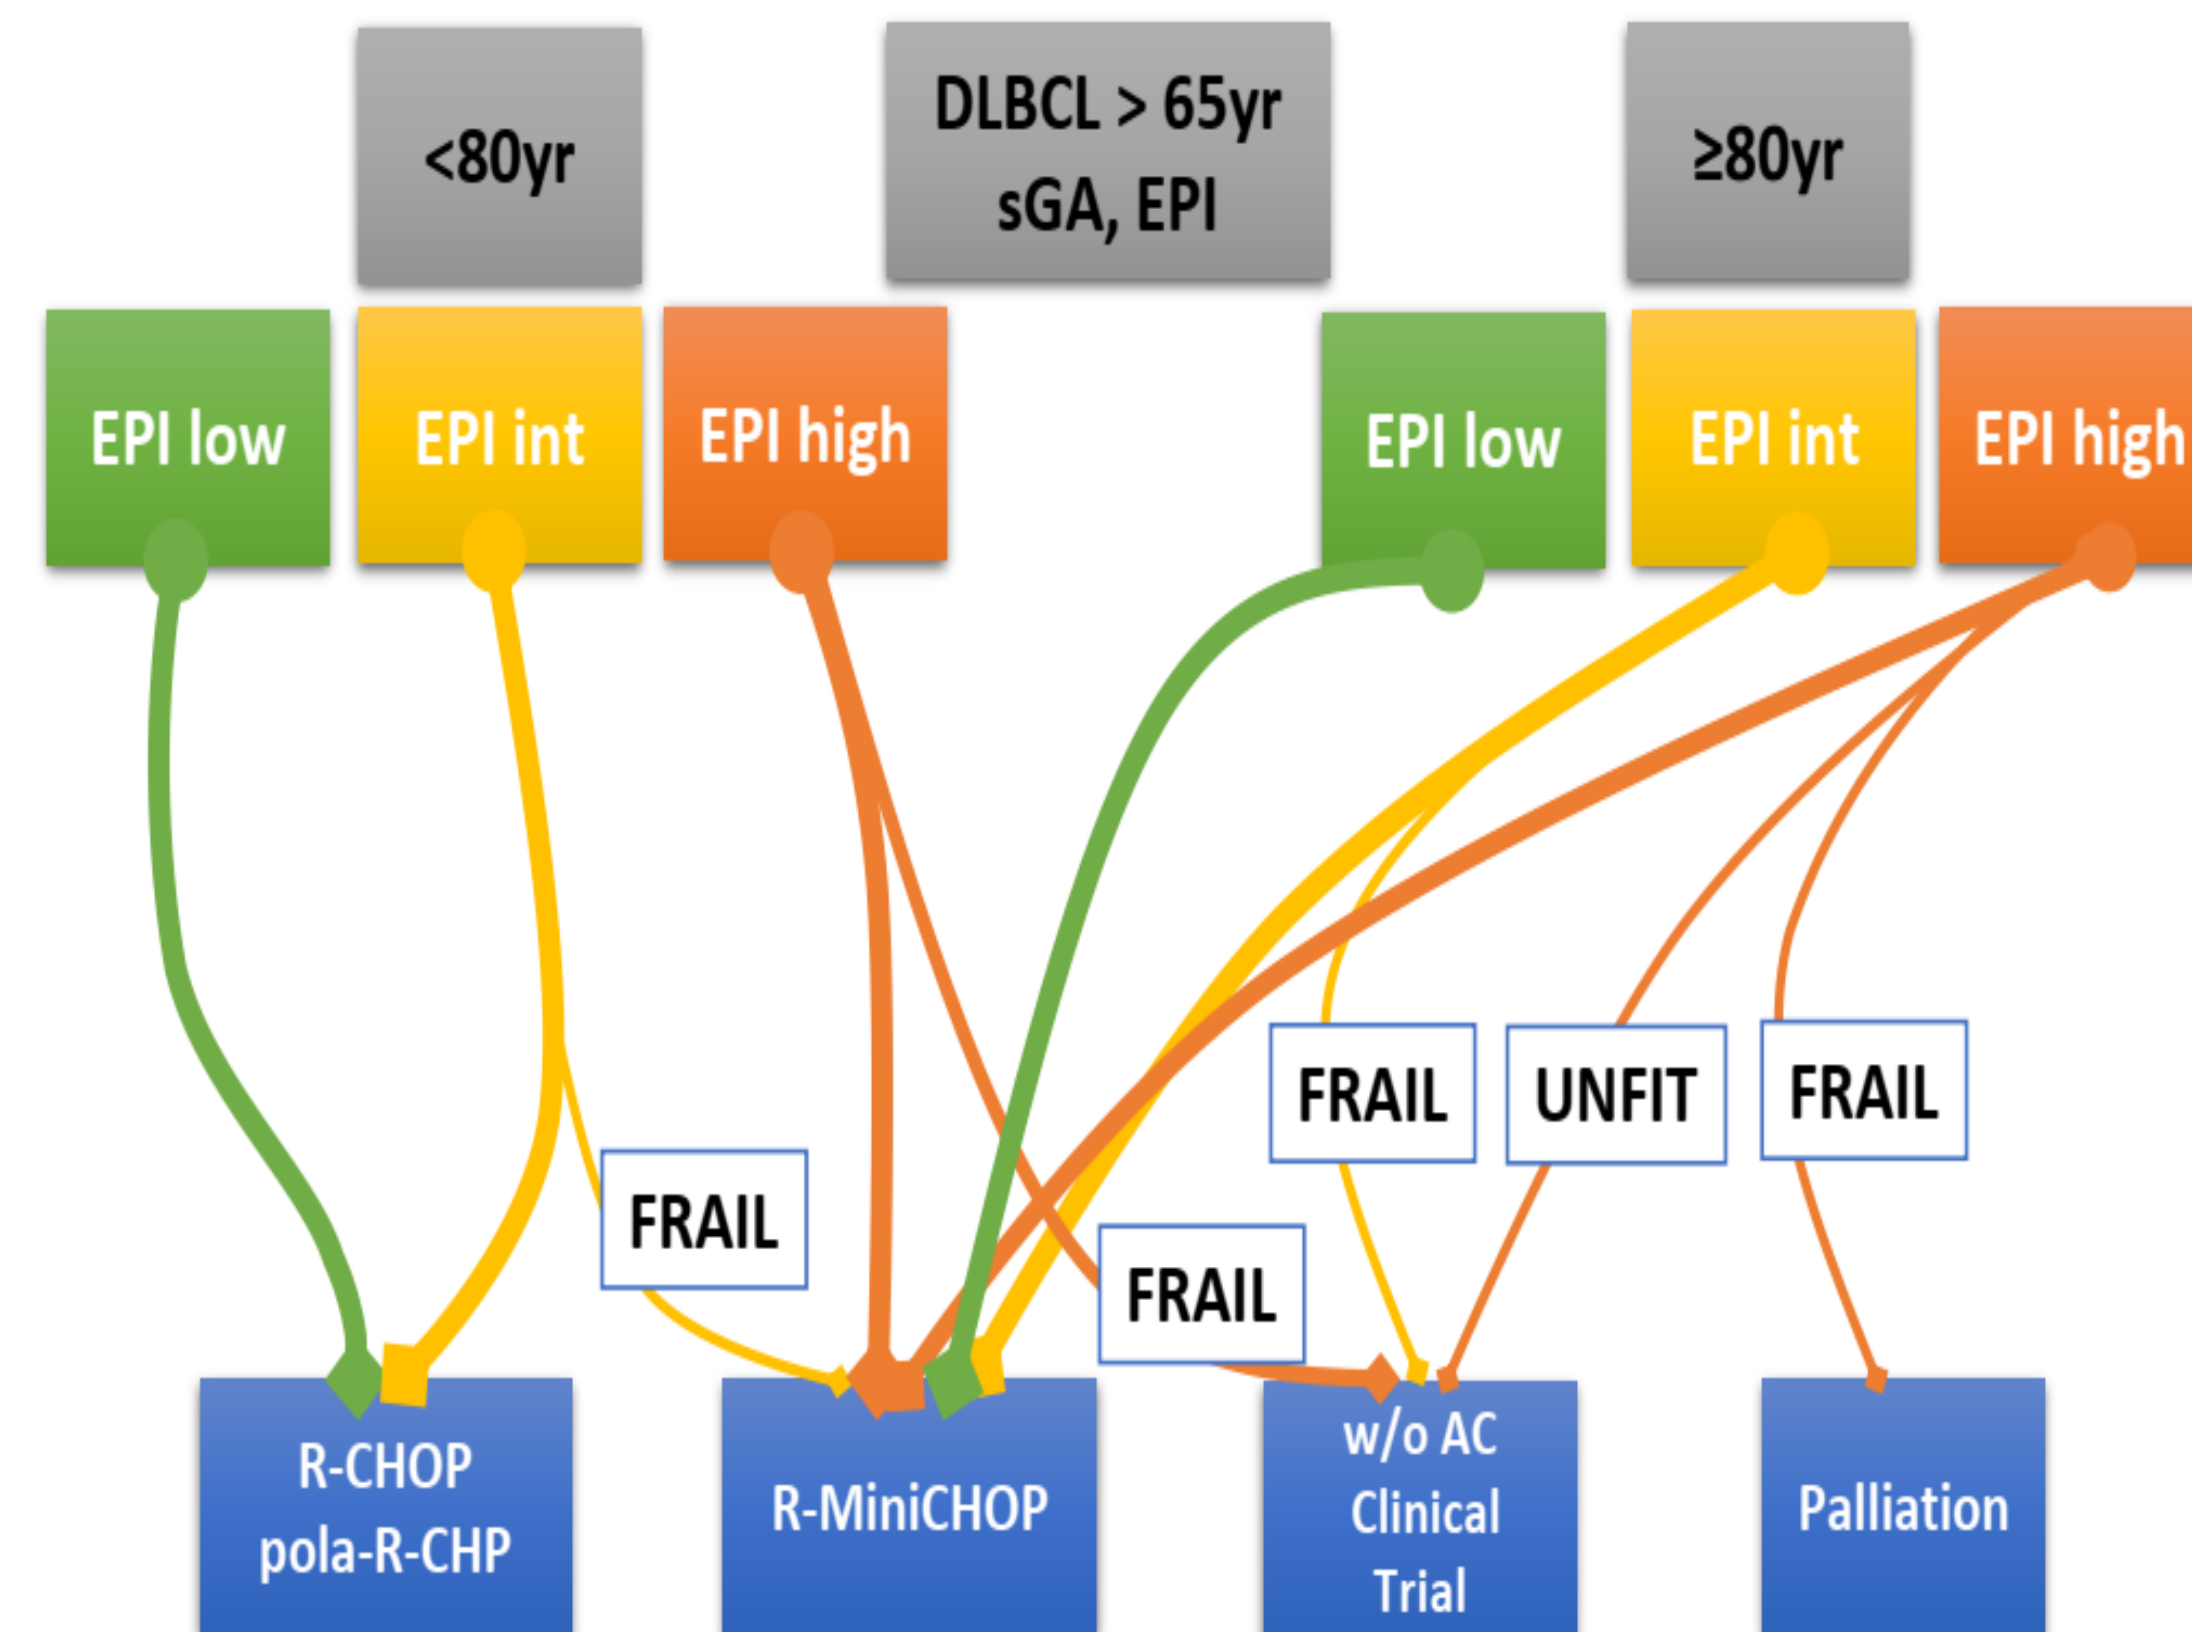 <80yr
DLBCL > 65yr
sGA, EPI
≥80yr
EPI low
EPI int
EPI high
EPI low
EPI int
EPI high
FRAIL
UNFIT
FRAIL
FRAIL
FRAIL
R-CHOP
pola-R-CHP
R-MiniCHOP
w/o AC
Clinical
Trial
Palliation